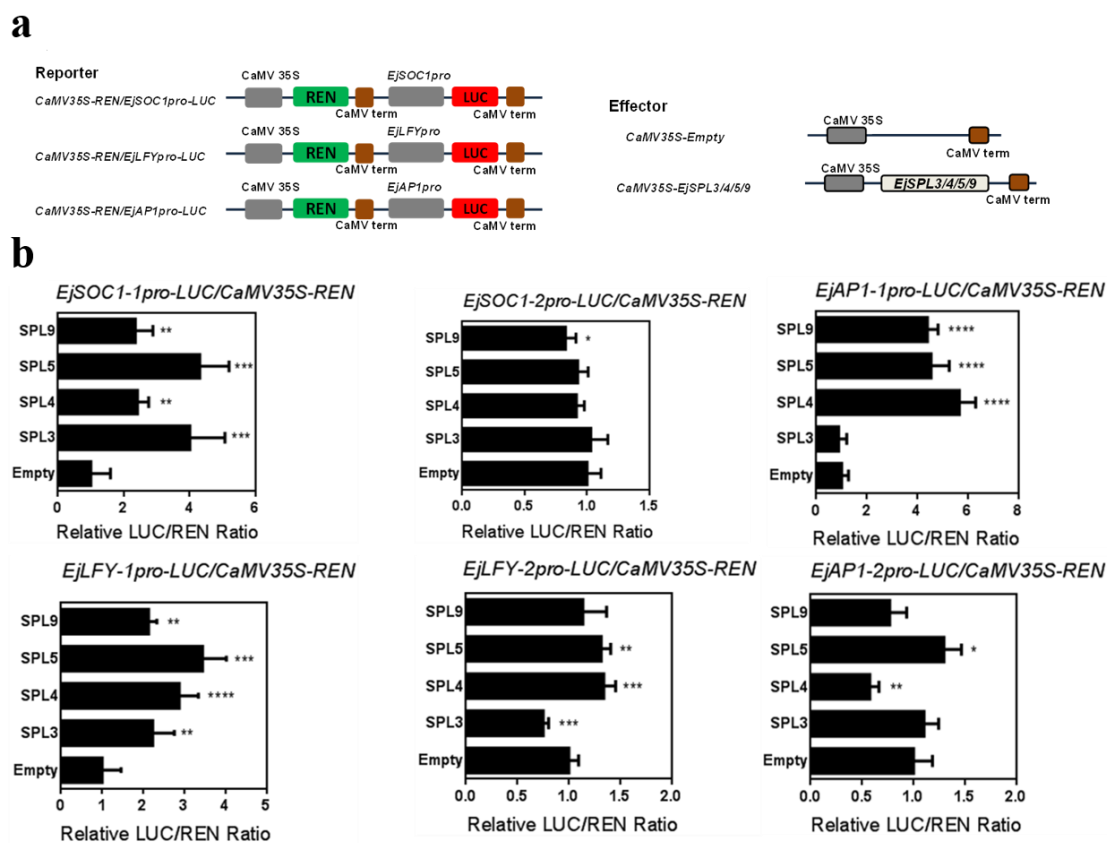 a
Reporter
CaMV 35S
EjSOC1pro
CaMV35S-REN/EjSOC1pro-LUC
REN
LUC
CaMV term
CaMV term
CaMV 35S
EjLFYpro
CaMV35S-REN/EjLFYpro-LUC
REN
LUC
CaMV term
CaMV term
CaMV 35S
EjAP1pro
CaMV35S-REN/EjAP1pro-LUC
REN
LUC
CaMV term
CaMV term
Effector
CaMV 35S
CaMV35S-Empty
CaMV term
CaMV 35S
CaMV35S-EjSPL3/4/5/9
EjSPL3/4/5/9
CaMV term
b
EjSOC1-1pro-LUC/CaMV35S-REN
SPL9 **
SPL5 ***
SPL4 **
SPL3 ***
Empty
0 2 4 6
Relative LUC/REN Ratio
EjSOC1-2pro-LUC/CaMV35S-REN
SPL9 *
SPL5
SPL4
SPL3
Empty
0.0 0.5 1.0 1.5
Relative LUC/REN Ratio
EjAP1-1pro-LUC/CaMV35S-REN
SPL9 ****
SPL5 ****
SPL4 ****
SPL3
Empty
0 2 4 6 8
Relative LUC/REN Ratio
EjLFY-1pro-LUC/CaMV35S-REN
SPL9 **
SPL5 ***
SPL4 ****
SPL3 **
Empty
0 1 2 3 4 5
Relative LUC/REN Ratio
EjLFY-2pro-LUC/CaMV35S-REN
SPL9
SPL5 **
SPL4 ***
SPL3 ***
Empty
0.0 0.5 1.0 1.5 2.0
Relative LUC/REN Ratio
EjAP1-2pro-LUC/CaMV35S-REN
SPL9
SPL5 *
SPL4 **
SPL3
Empty
0.0 0.5 1.0 1.5 2.0
Relative LUC/REN Ratio